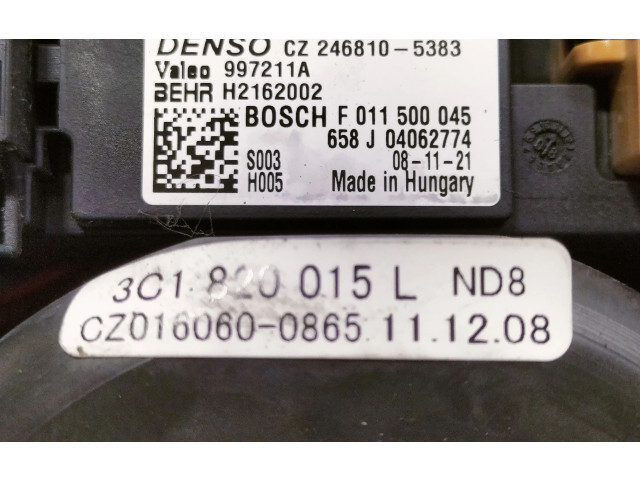 DENSO CZ 246810-5383
Valeo 997211A
BEHR H2162002
BOSCH F 011 500 045
658 J 04062774
S003 08-11-21
H005 Made in Hungary
3C1 820 015 L ND8
CZ016060-0865 11.12.08